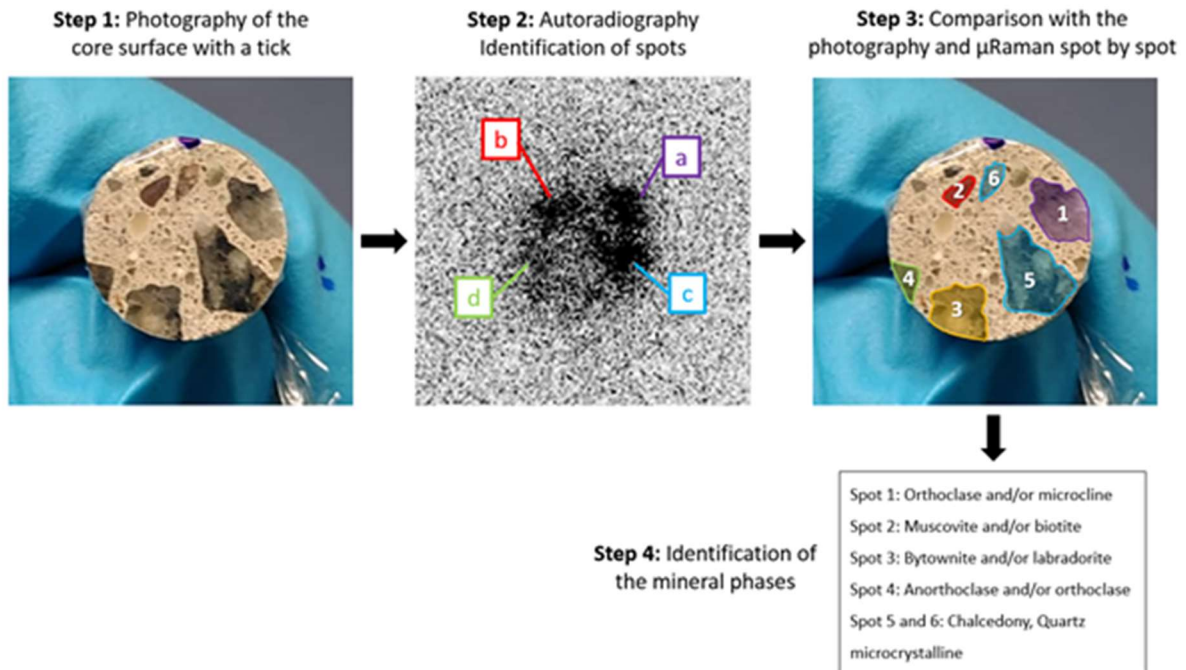 Step 1: Photography of the
core surface with a tick
Step 2: Autoradiography
Identification of spots
Step 3: Comparison with the
photography and µRaman spot by spot
b
a
d
c
2
6
1
4
5
3
Step 4: Identification of
the mineral phases
Spot 1: Orthoclase and/or microcline
Spot 2: Muscovite and/or biotite
Spot 3: Bytownite and/or labradorite
Spot 4: Anorthoclase and/or orthoclase
Spot 5 and 6: Chalcedony, Quartz
microcrystalline